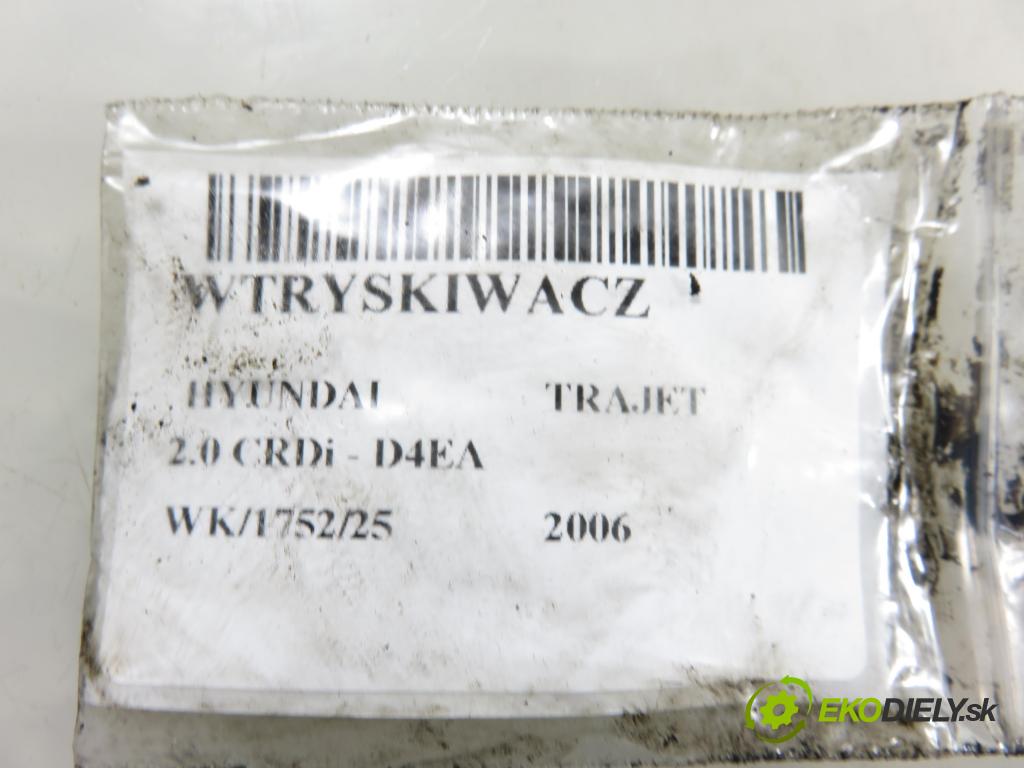 WTRYSKIWACZ
HYUNDAI TRAJET
2.0 CRDi - D4EA
WK/1752/25 2006
EKODIELY.sk